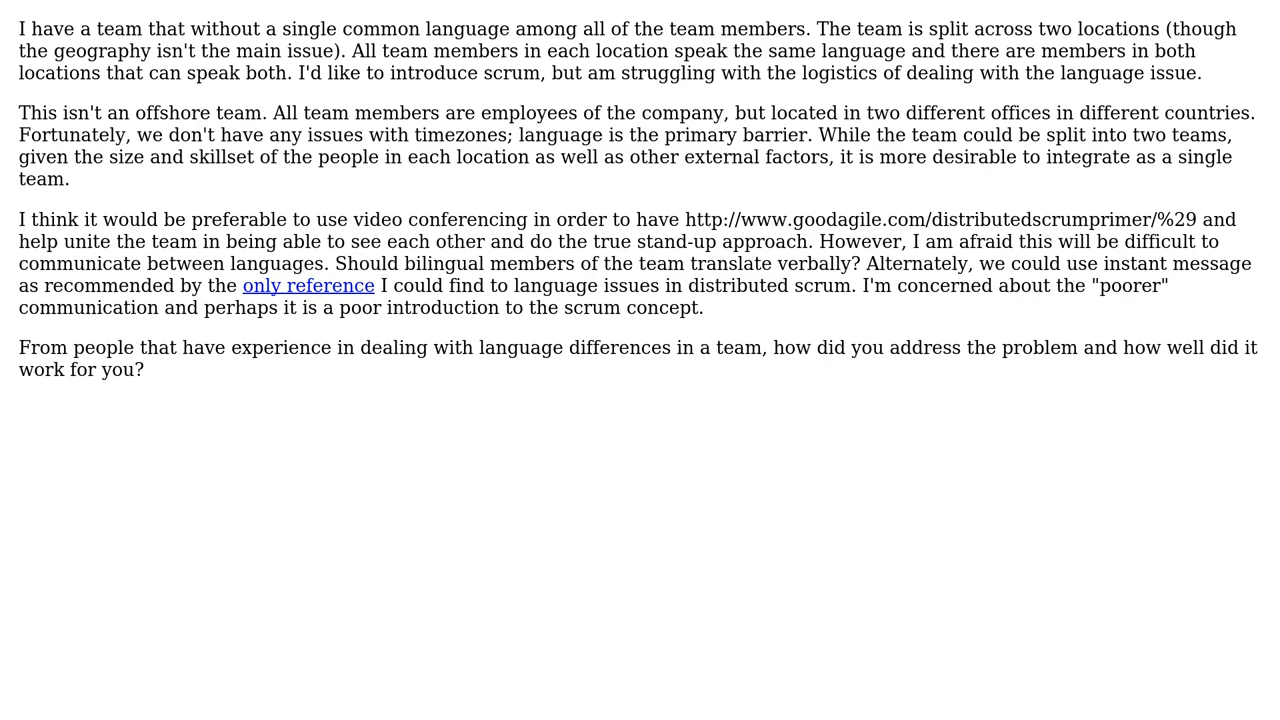 I have a team that without a single common language among all of the team members. The team is split across two locations (though
the geography isn't the main issue). All team members in each location speak the same language and there are members in both
locations that can speak both. I'd like to introduce scrum, but am struggling with the logistics of dealing with the language issue.
This isn't an offshore team. All team members are employees of the company, but located in two different offices in different countries.
Fortunately, we don't have any issues with timezones; language is the primary barrier. While the team could be split into two teams,
given the size and skillset of the people in each location as well as other external factors, it is more desirable to integrate as a single
team.
I think it would be preferable to use video conferencing in order to have http://www.goodagile.com/distributedscrumprimer/%29 and
help unite the team in being able to see each other and do the true stand-up approach. However, I am afraid this will be difficult to
communicate between languages. Should bilingual members of the team translate verbally? Alternately, we could use instant message
as recommended by the only reference I could find to language issues in distributed scrum. I'm concerned about the "poorer"
communication and perhaps it is a poor introduction to the scrum concept.
From people that have experience in dealing with language differences in a team, how did you address the problem and how well did it
work for you?